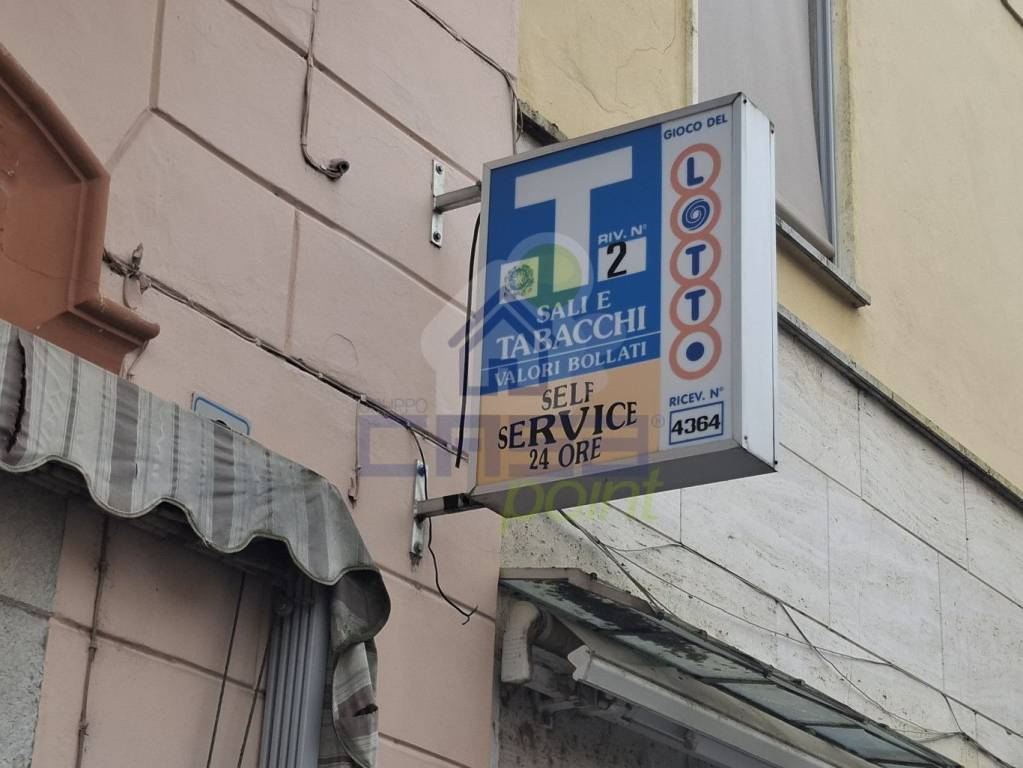 T
RIV. N°
2
SALI E
TABACCHI
VALORI BOLLATI
SELF
SERVICE
24 ORE
GIOCO DEL
LOTTO
RICEV. N°
4364
GRUPPO
CASA®
point